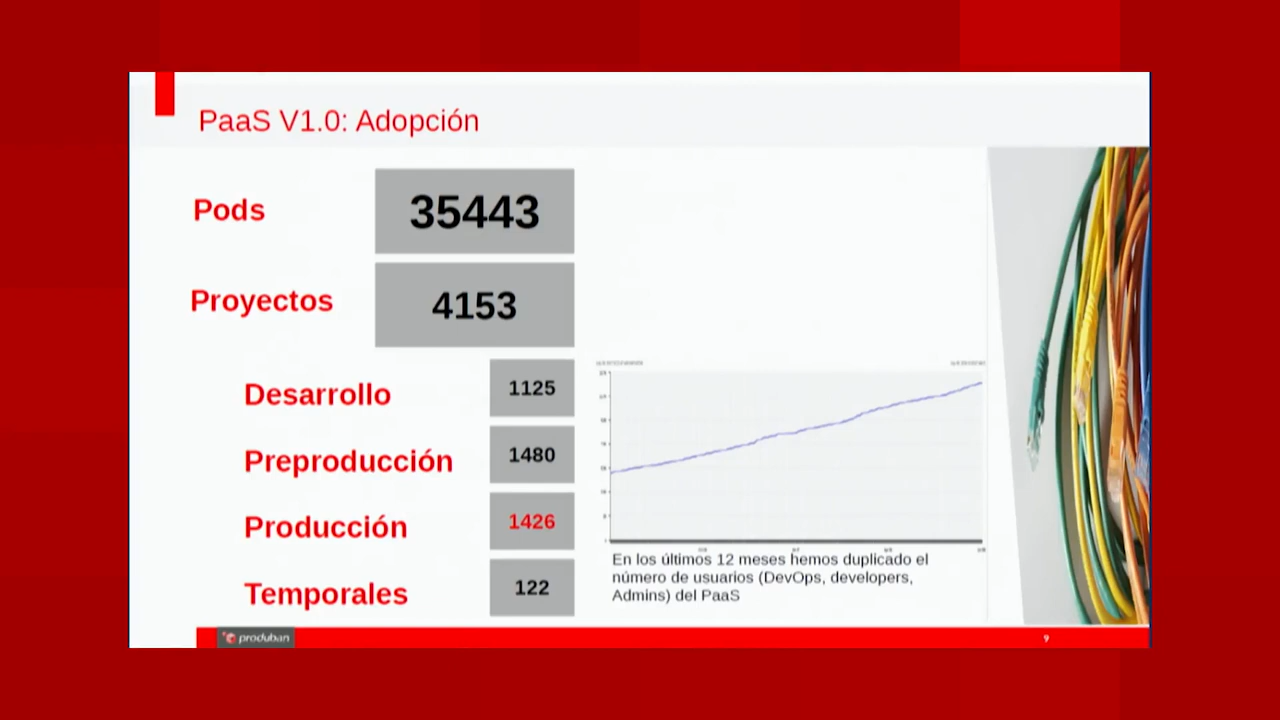 PaaS V1.0: Adopción
Pods
35443
Proyectos
4153
Desarrollo
1125
Preproducción
1480
Producción
1426
Temporales
122
En los últimos 12 meses hemos duplicado el
número de usuarios (DevOps, developers,
Admins) del PaaS
produban
9